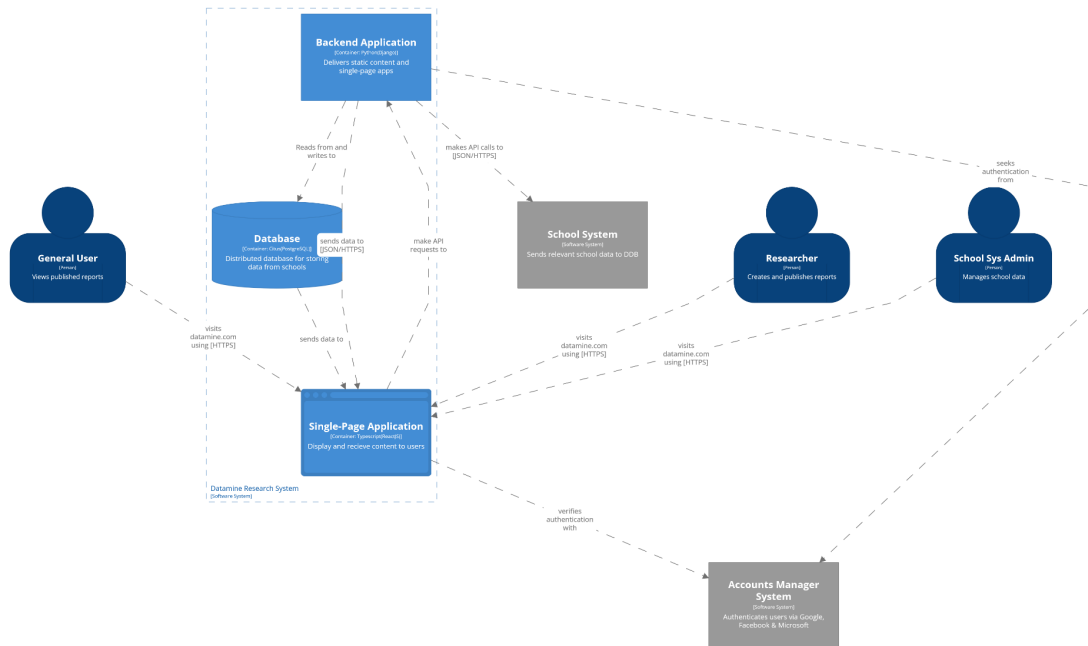 Backend Application
[Container: Python(Django)]
Delivers static content and
single-page apps
Reads from and
writes to
makes API calls to
[JSON/HTTPS]
seeks
authentication
from
General User
[Person]
Views published reports
Database
[Container: Citus(PostgreSQL)]
Distributed database for storing
data from schools
sends data to
[JSON/HTTPS]
make API
requests to
School System
[Software System]
Sends relevant school data to DDB
Researcher
[Person]
Creates and publishes reports
School Sys Admin
[Person]
Manages school data
visits
datamine.com
using [HTTPS]
sends data to
visits
datamine.com
using [HTTPS]
visits
datamine.com
using [HTTPS]
Single-Page Application
[Container: Typescript(ReactJS)]
Display and recieve content to users
Datamine Research System
[Software System]
verifies
authentication
with
Accounts Manager
System
[Software System]
Authenticates users via Google,
Facebook & Microsoft